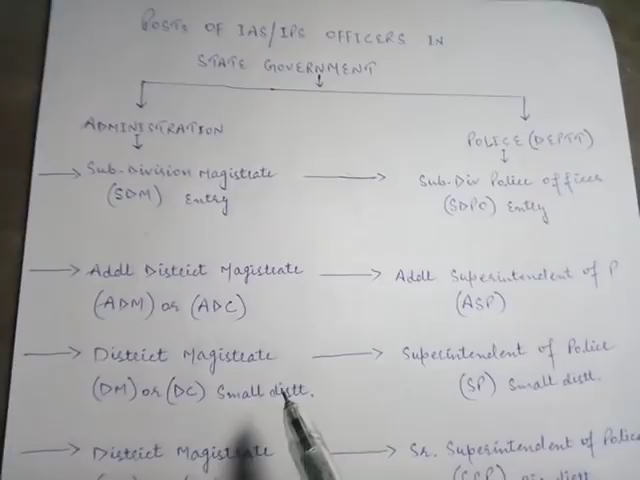 POSTS OF IAS/IPS OFFICERS IN
STATE GOVERNMENT
ADMINISTRATION
POLICE (DEPTT)
Sub-Division Magistrate
Sub-Div Police officer
(SDM) Entry
(SDPO) Entry
Addl District Magistrate
Addl Superintendent of P
(ADM) or (ADC)
(ASP)
District Magistrate
Superintendent of Police
(DM) or (DC) Small distt.
(SP) Small distt.
District Magistrate
Sr. Superintendent of Police